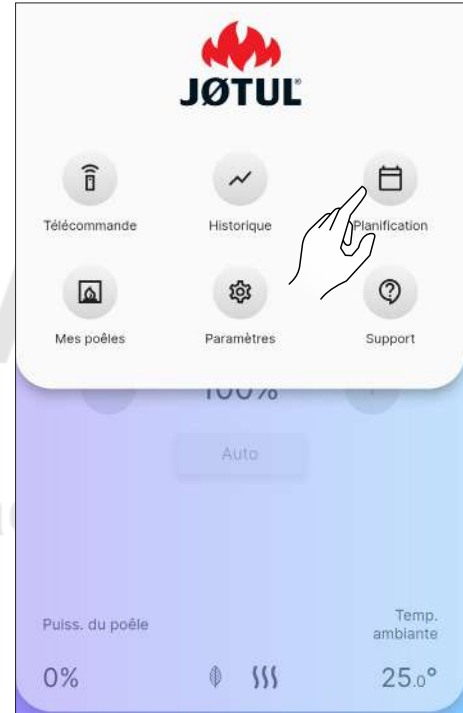 JØTUL®
Télécommande
Historique
Planification
Mes poêles
Paramètres
Support
100%
Auto
Puiss. du poêle
Temp.
ambiante
0%
25.0°